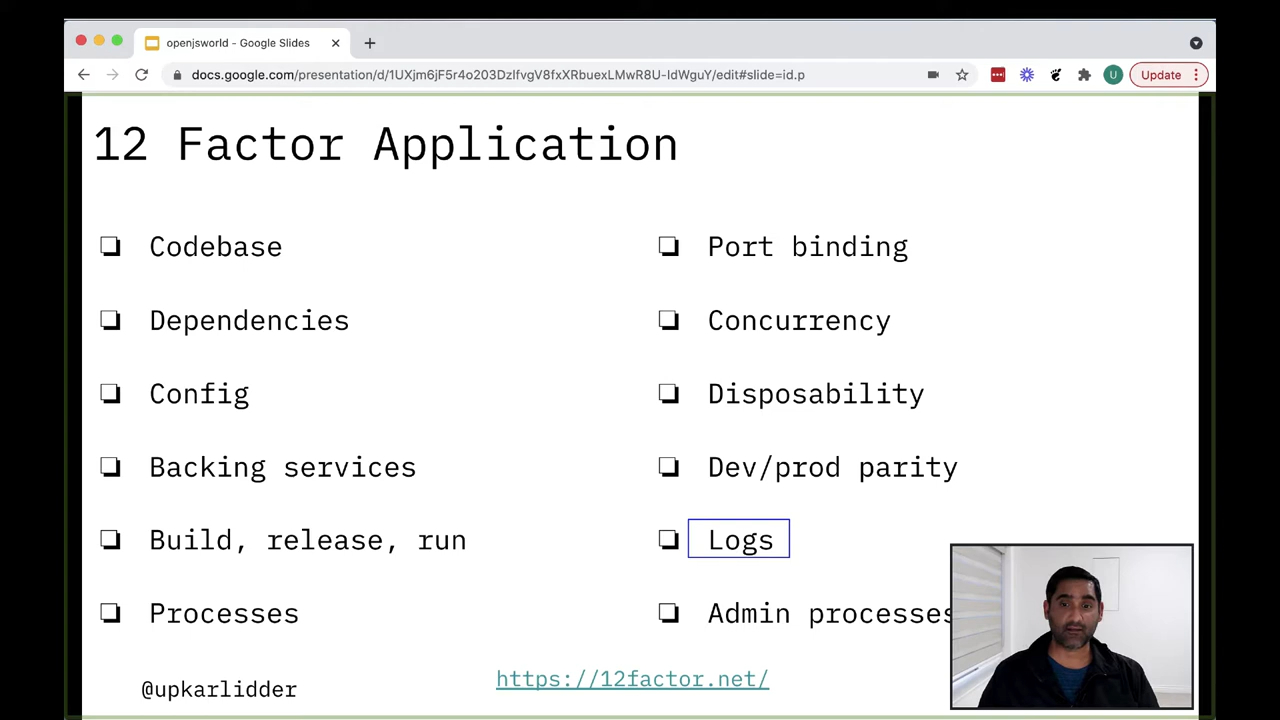 openjsworld - Google Slides
docs.google.com/presentation/d/1UXjm6jF5r4o203DzIfvgV8fxXRbuexLMwR8U-ldWguY/edit#slide=id.p
U
Update
12 Factor Application
❏ Codebase
❏ Dependencies
❏ Config
❏ Backing services
❏ Build, release, run
❏ Processes
❏ Port binding
❏ Concurrency
❏ Disposability
❏ Dev/prod parity
❏ Logs
❏ Admin processes
@upkarlidder
https://12factor.net/